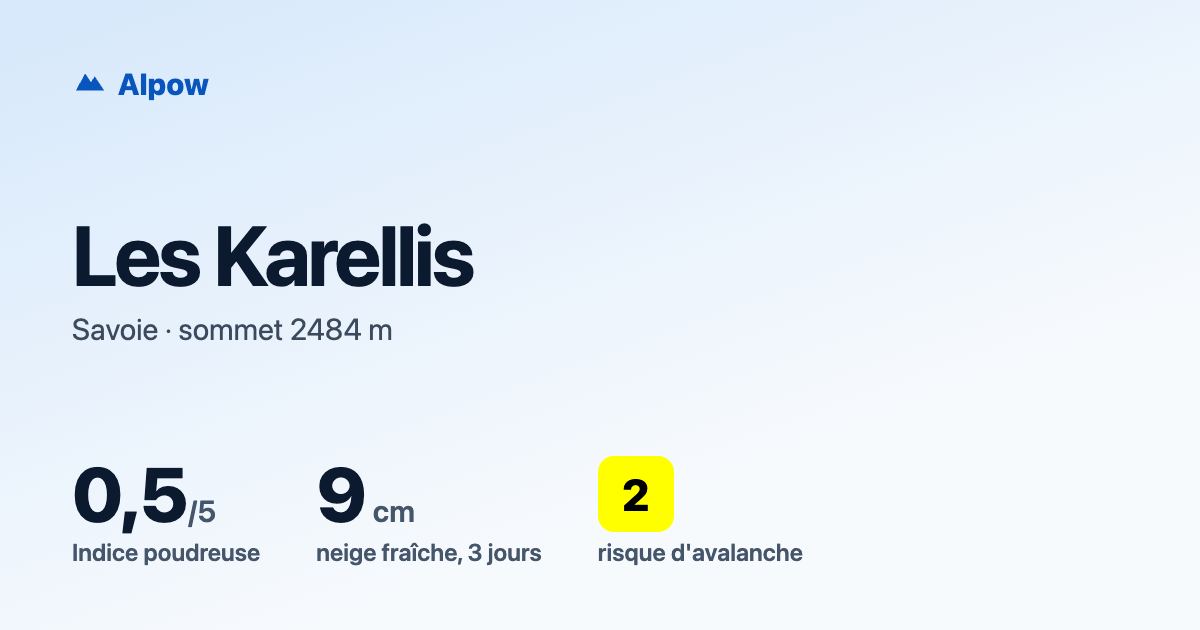 Alpow
Les Karellis
Savoie · sommet 2484 m
0,5/5
Indice poudreuse
9 cm
neige fraîche, 3 jours
2
risque d'avalanche